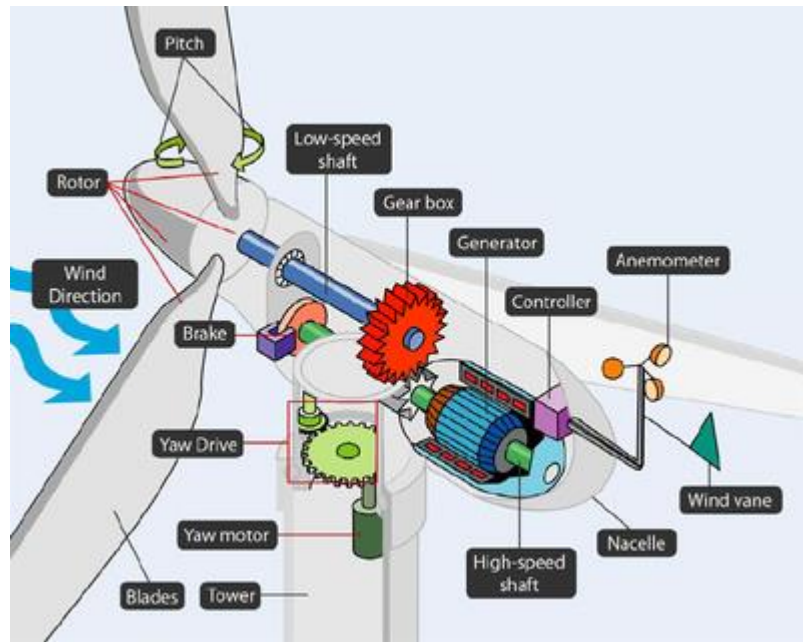 Pitch
Low-speed
shaft
Rotor
Gear box
Generator
Anemometer
Wind
Direction
Controller
Brake
Yaw Drive
Wind vane
Yaw motor
Nacelle
High-speed
shaft
Blades
Tower